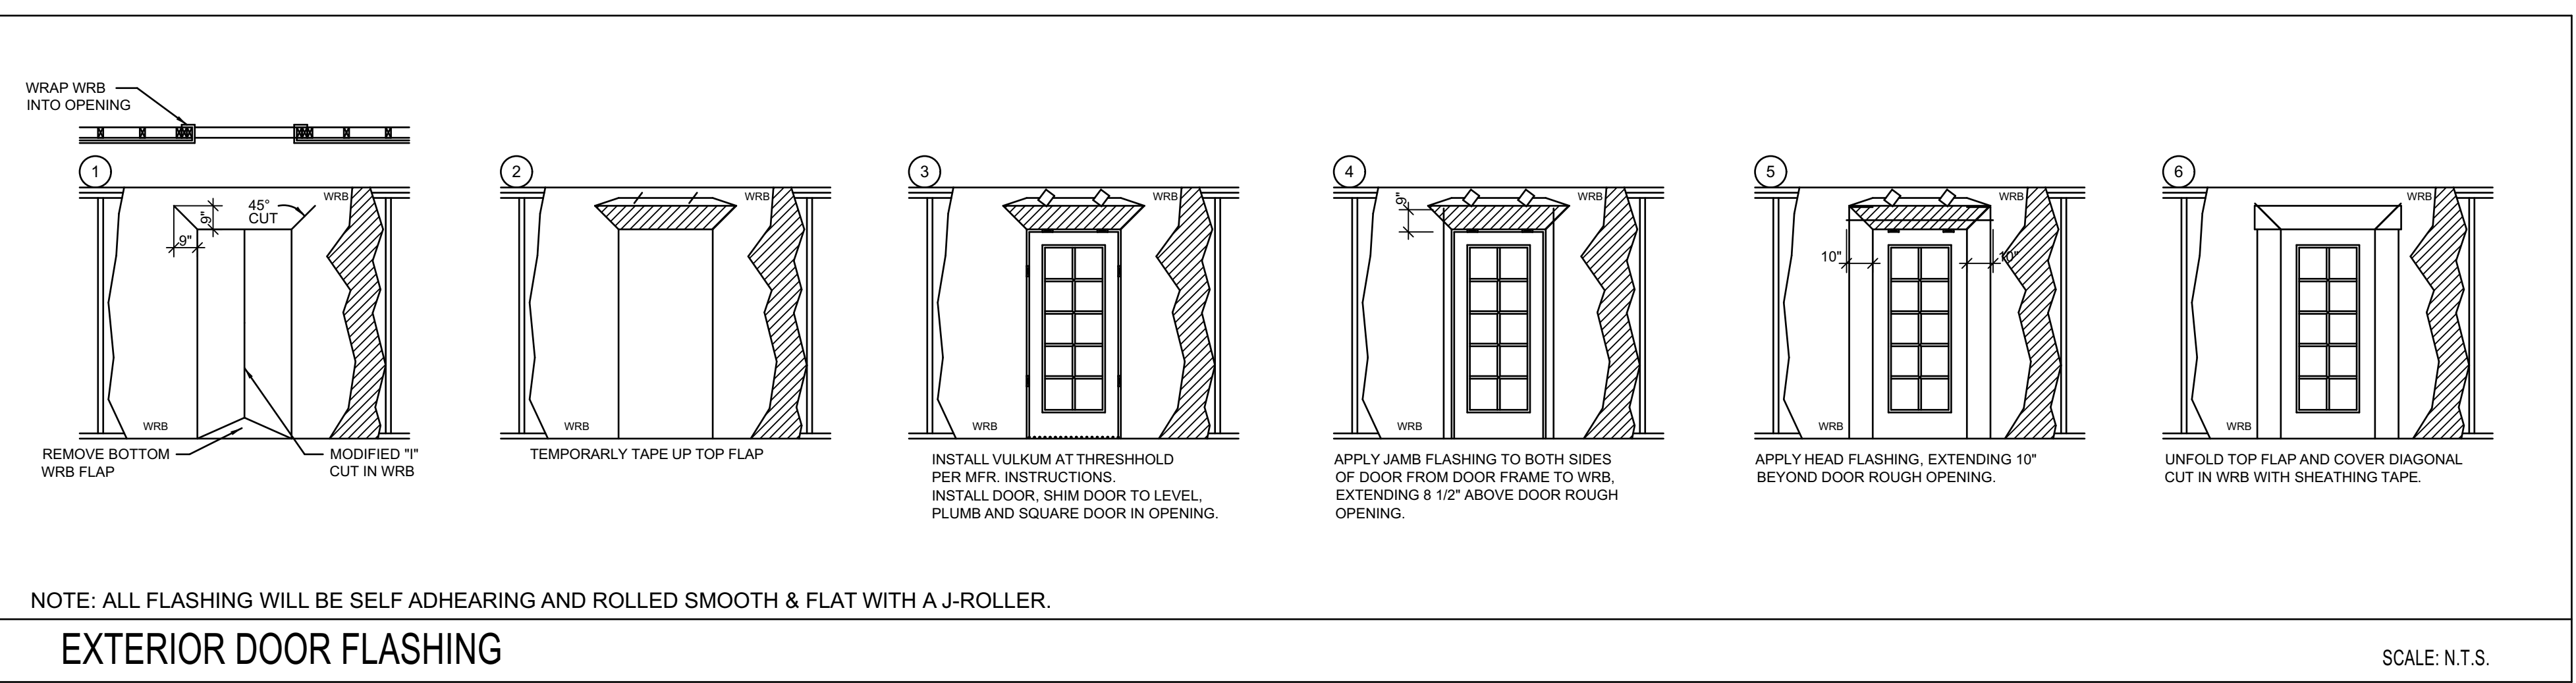 WRAP WRB
INTO OPENING
1
9"
9"
45°
CUT
WRB
WRB
REMOVE BOTTOM
WRB FLAP
MODIFIED "I"
CUT IN WRB
2
WRB
WRB
TEMPORARLY TAPE UP TOP FLAP
3
WRB
WRB
INSTALL VULKUM AT THRESHHOLD
PER MFR. INSTRUCTIONS.
INSTALL DOOR, SHIM DOOR TO LEVEL,
PLUMB AND SQUARE DOOR IN OPENING.
4
9"
WRB
WRB
APPLY JAMB FLASHING TO BOTH SIDES
OF DOOR FROM DOOR FRAME TO WRB,
EXTENDING 8 1/2" ABOVE DOOR ROUGH
OPENING.
5
WRB
10"
10"
WRB
APPLY HEAD FLASHING, EXTENDING 10"
BEYOND DOOR ROUGH OPENING.
6
WRB
WRB
UNFOLD TOP FLAP AND COVER DIAGONAL
CUT IN WRB WITH SHEATHING TAPE.
NOTE: ALL FLASHING WILL BE SELF ADHEARING AND ROLLED SMOOTH & FLAT WITH A J-ROLLER.
EXTERIOR DOOR FLASHING
SCALE: N.T.S.